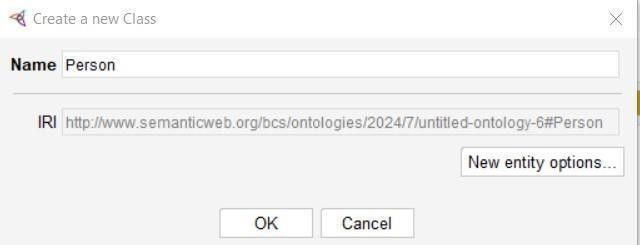 Create a new Class
Name Person
IRI http://www.semanticweb.org/bcs/ontologies/2024/7/untitled-ontology-6#Person
New entity options...
OK Cancel